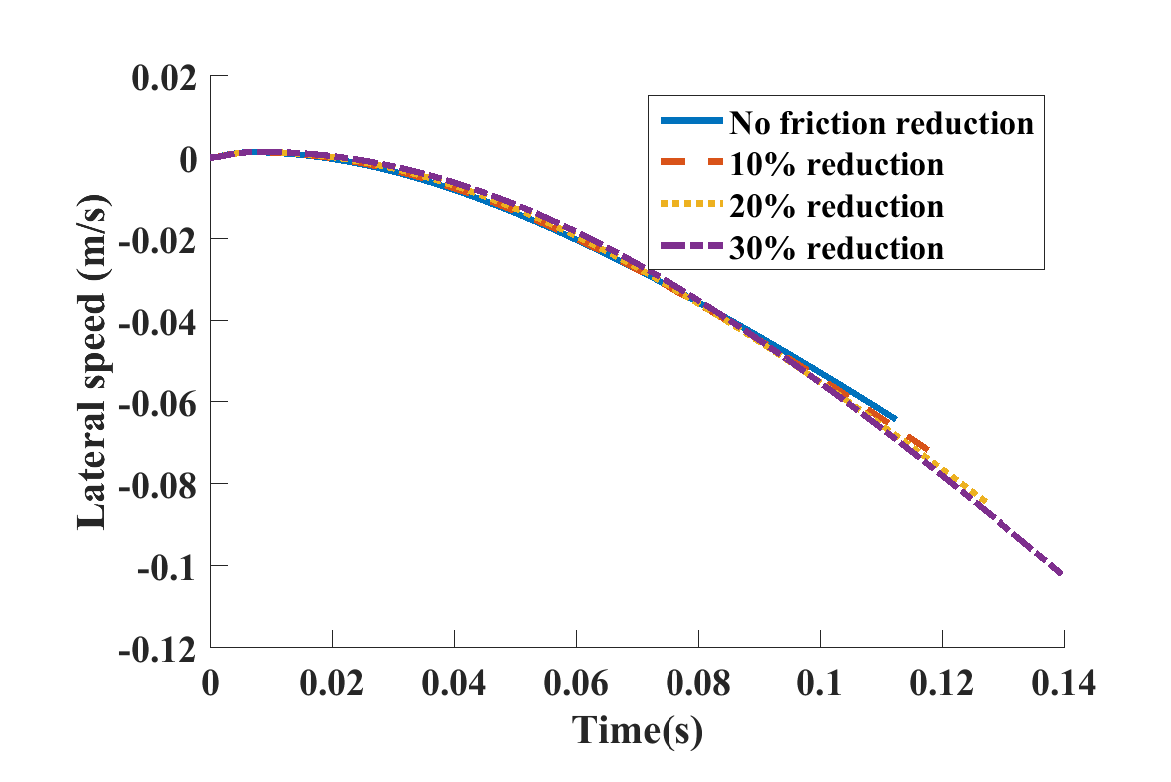 0.02
0
-0.02
-0.04
-0.06
-0.08
-0.1
-0.12
Lateral speed (m/s)
No friction reduction
10% reduction
20% reduction
30% reduction
0 0.02 0.04 0.06 0.08 0.1 0.12 0.14
Time(s)